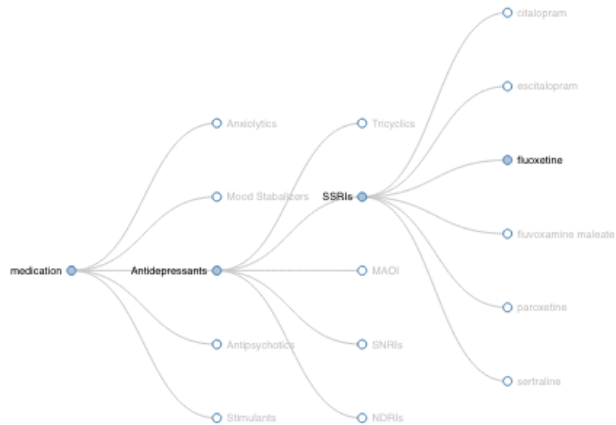 citalopram
escitalopram
Anxiolytics
Tricyclics
fluoxetine
Mood Stabalizers
SSRIs
fluvoxamine maleate
medication
Antidepressants
MAOI
paroxetine
Antipsychotics
SNRIs
sertraline
Stimulants
NDRIs